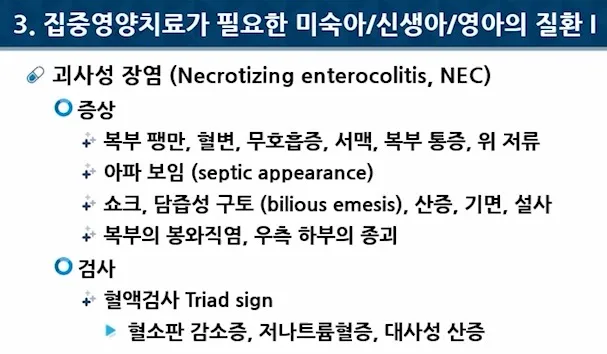 3. 집중영양치료가 필요한 미숙아/신생아/영아의 질환 I
괴사성 장염 (Necrotizing enterocolitis, NEC)
증상
복부 팽만, 혈변, 무호흡증, 서맥, 복부 통증, 위 저류
아파 보임 (septic appearance)
쇼크, 담즙성 구토 (bilious emesis), 산증, 기면, 설사
복부의 봉와직염, 우측 하부의 종괴
검사
혈액검사 Triad sign
혈소판 감소증, 저나트륨혈증, 대사성 산증